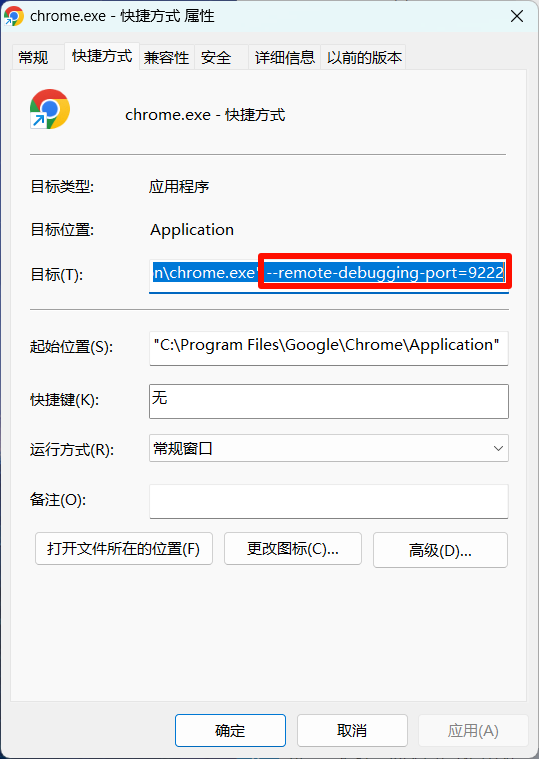 chrome.exe - 快捷方式 属性
常规 快捷方式 兼容性 安全 详细信息 以前的版本
chrome.exe - 快捷方式
目标类型: 应用程序
目标位置: Application
目标(T): n\chrome.exe" --remote-debugging-port=9222
起始位置(S): "C:\Program Files\Google\Chrome\Application"
快捷键(K): 无
运行方式(R): 常规窗口
备注(O):
打开文件所在的位置(F) 更改图标(C)... 高级(D)...
确定 取消 应用(A)